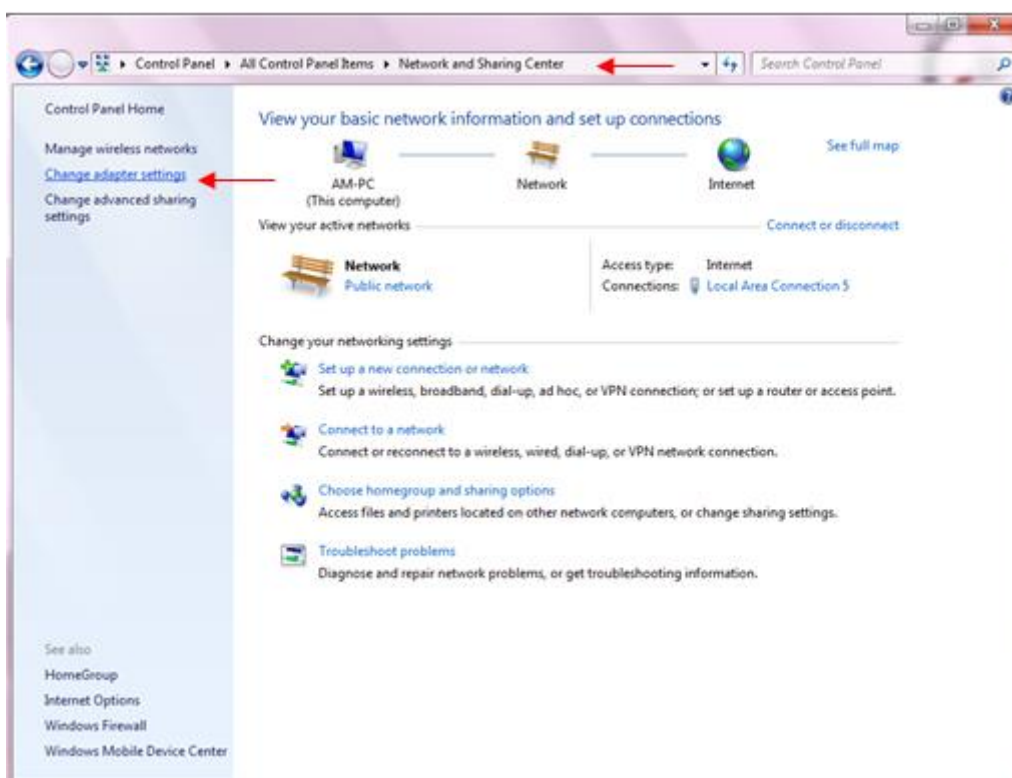 Control Panel ▸ All Control Panel Items ▸ Network and Sharing Center
Search Control Panel
Control Panel Home
Manage wireless networks
Change adapter settings
Change advanced sharing
settings
View your basic network information and set up connections
See full map
AM-PC
(This computer)
Network
Internet
View your active networks
Connect or disconnect
Network
Public network
Access type: Internet
Connections: Local Area Connection 5
Change your networking settings
Set up a new connection or network
Set up a wireless, broadband, dial-up, ad hoc, or VPN connection; or set up a router or access point.
Connect to a network
Connect or reconnect to a wireless, wired, dial-up, or VPN network connection.
Choose homegroup and sharing options
Access files and printers located on other network computers, or change sharing settings.
Troubleshoot problems
Diagnose and repair network problems, or get troubleshooting information.
See also
HomeGroup
Internet Options
Windows Firewall
Windows Mobile Device Center